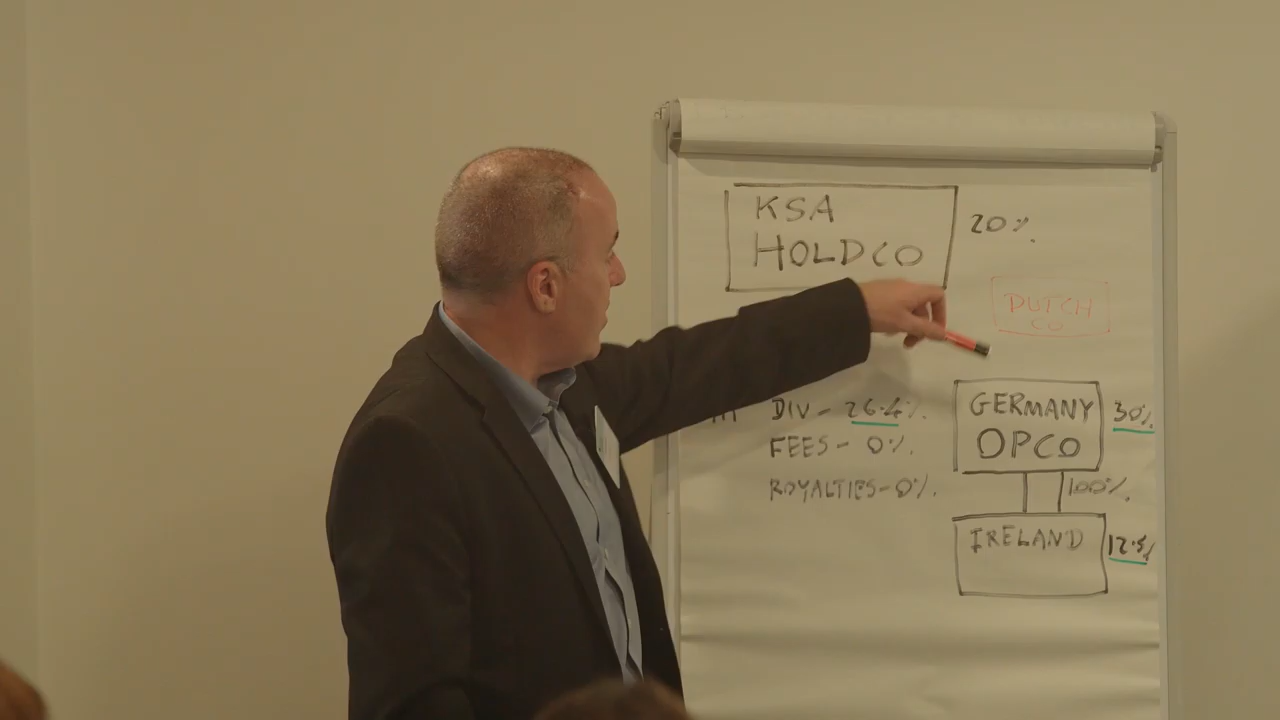 KSA
HOLDCO
20%.
DUTCH
CO
DIV - 26.4%.
FEES - 0%.
ROYALTIES - 0%.
GERMANY
OPCO
30%
100%.
IRELAND
12.5%